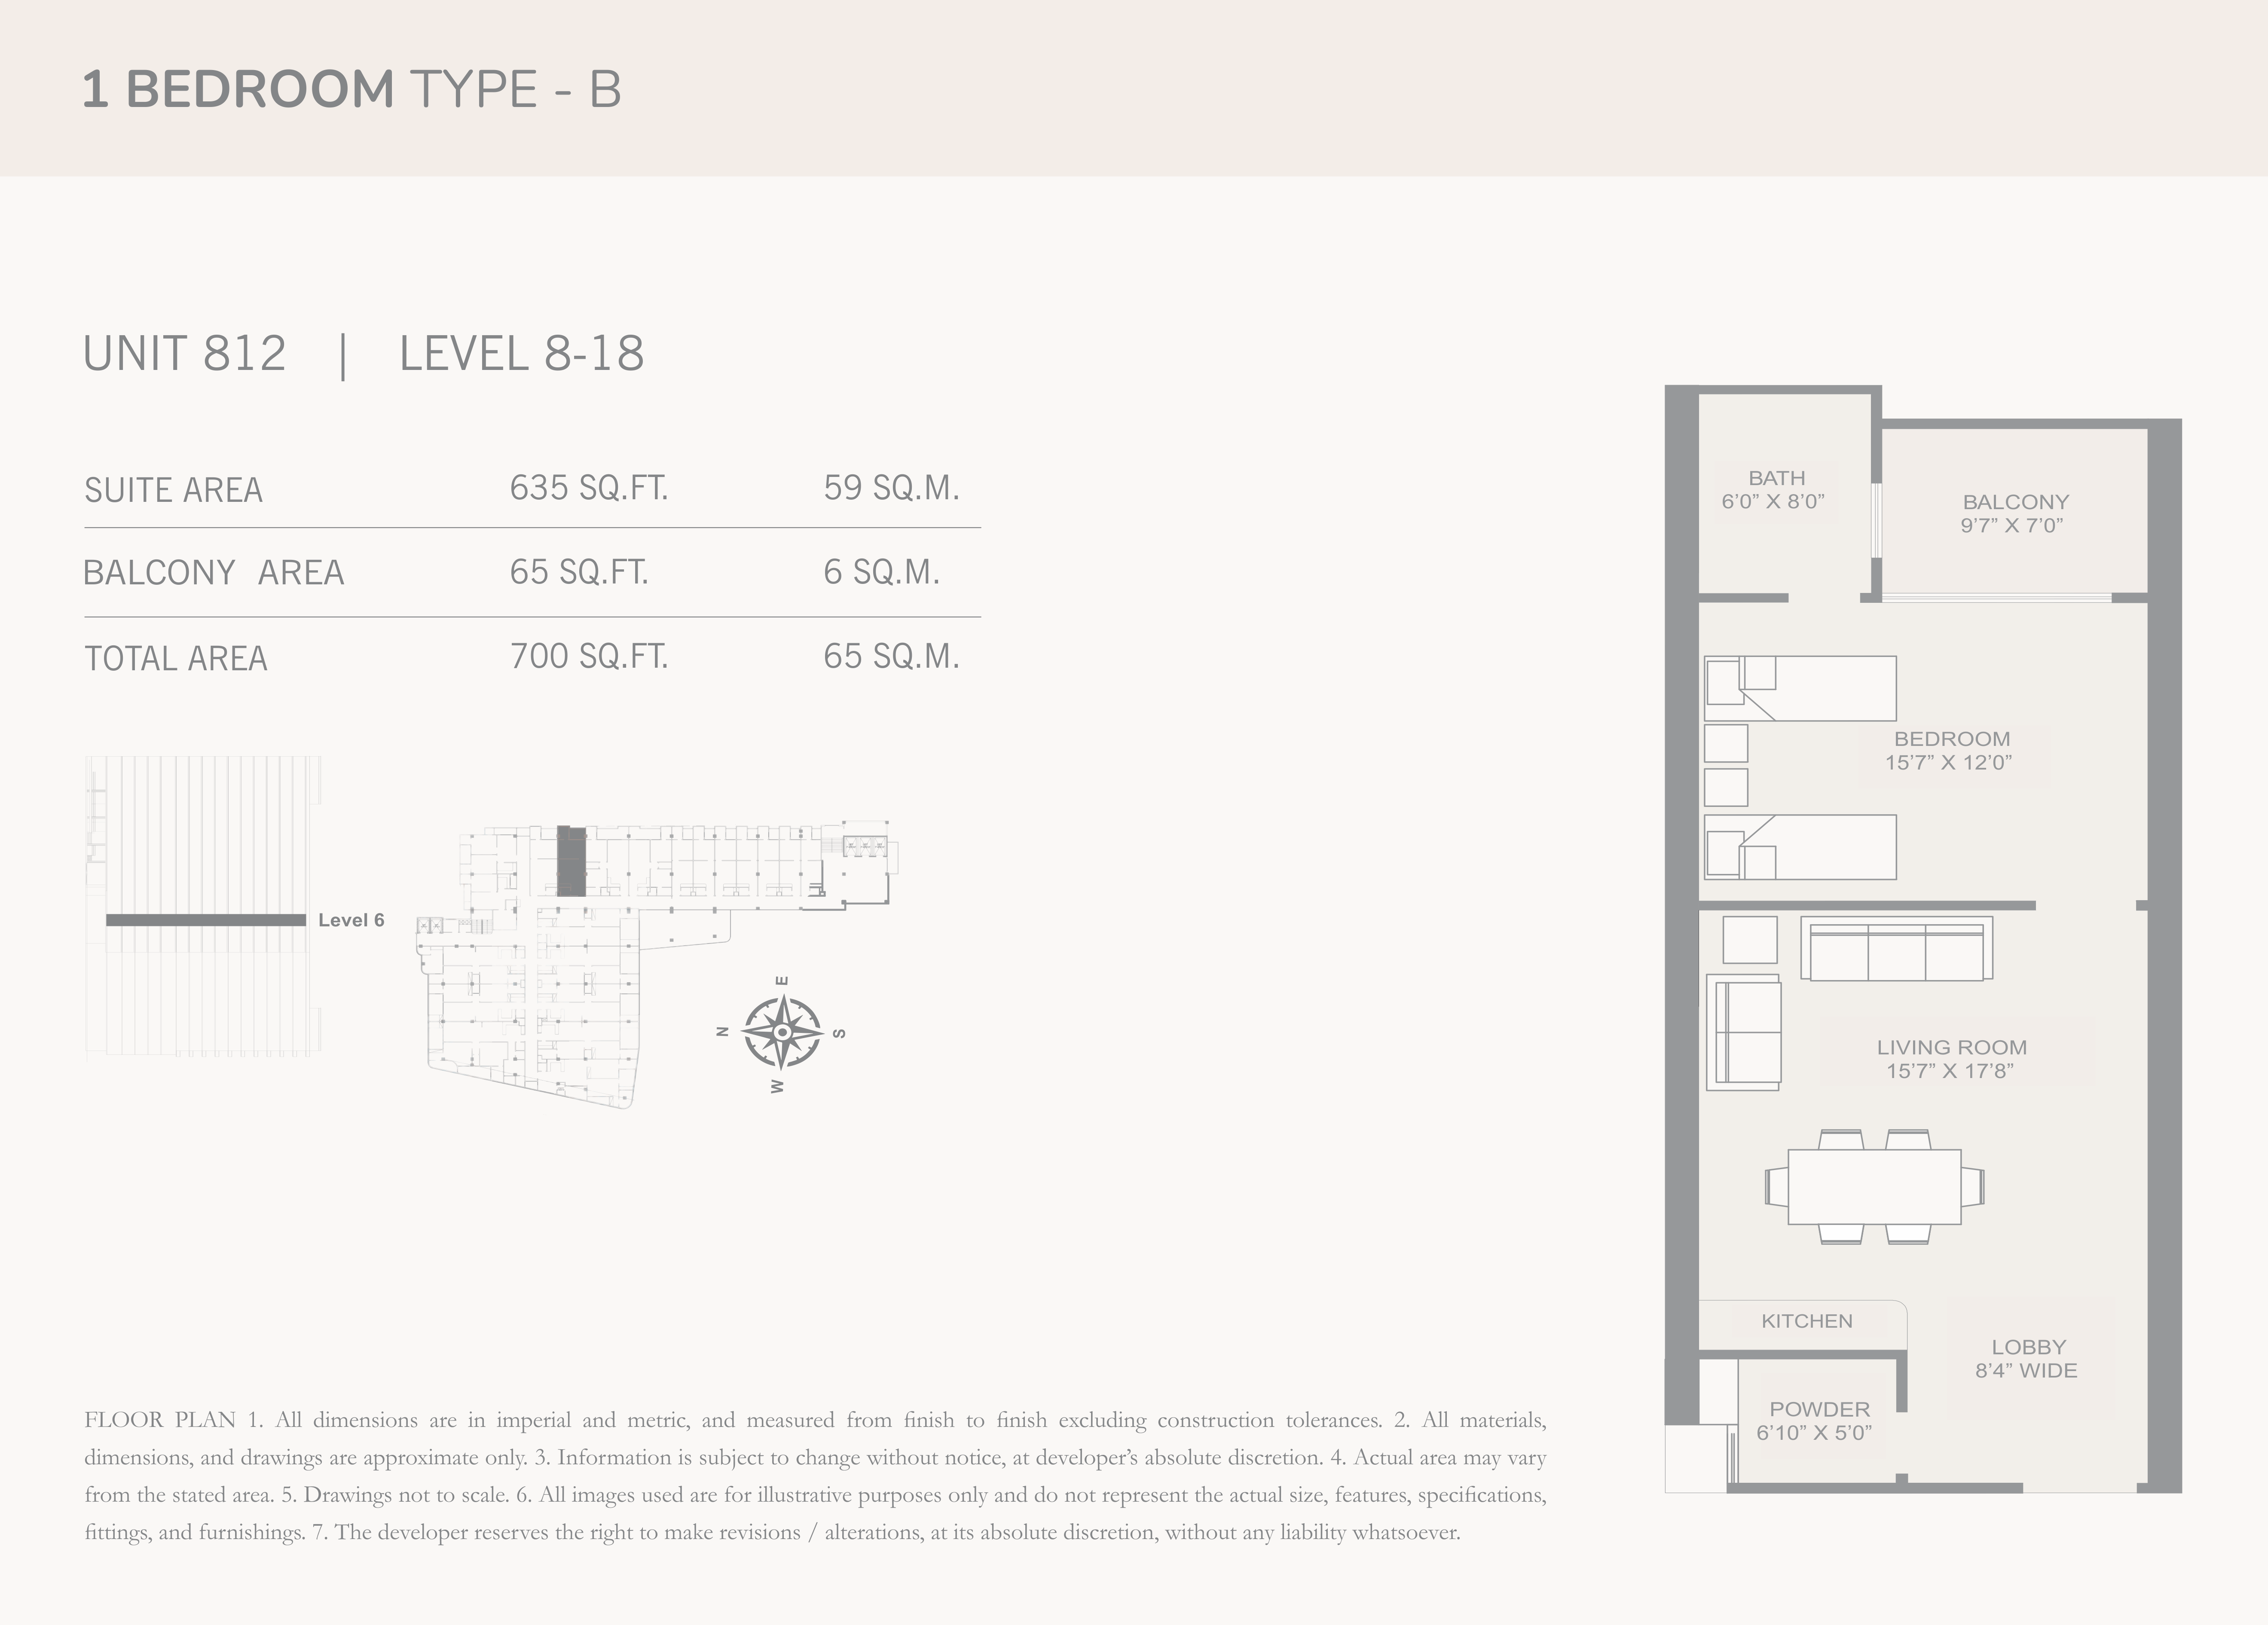 1 BEDROOM TYPE - B
UNIT 812 | LEVEL 8-18
SUITE AREA 635 SQ.FT. 59 SQ.M.
BALCONY AREA 65 SQ.FT. 6 SQ.M.
TOTAL AREA 700 SQ.FT. 65 SQ.M.
Level 6
E
N
S
W
BATH
6’0” X 8’0”
BALCONY
9’7” X 7’0”
BEDROOM
15’7” X 12’0”
LIVING ROOM
15’7” X 17’8”
KITCHEN
LOBBY
8’4” WIDE
POWDER
6’10” X 5’0”
FLOOR PLAN 1. All dimensions are in imperial and metric, and measured from finish to finish excluding construction tolerances. 2. All materials,
dimensions, and drawings are approximate only. 3. Information is subject to change without notice, at developer’s absolute discretion. 4. Actual area may vary
from the stated area. 5. Drawings not to scale. 6. All images used are for illustrative purposes only and do not represent the actual size, features, specifications,
fittings, and furnishings. 7. The developer reserves the right to make revisions / alterations, at its absolute discretion, without any liability whatsoever.